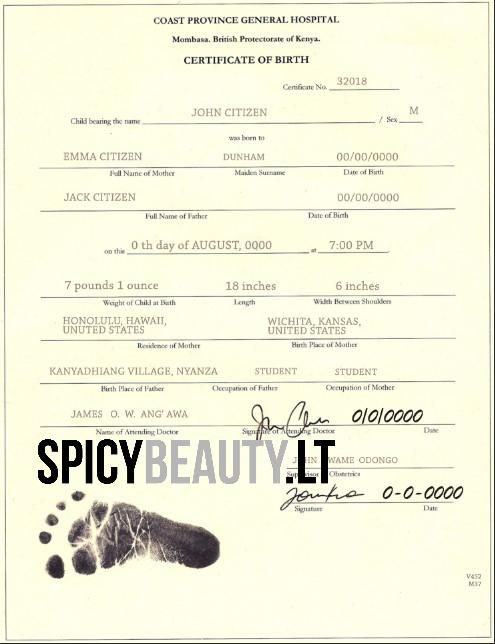 COAST PROVINCE GENERAL HOSPITAL
Mombasa. British Protectorate of Kenya.
CERTIFICATE OF BIRTH
Certificate No. 32018
Child bearing the name JOHN CITIZEN / Sex M
was born to
EMMA CITIZEN DUNHAM 00/00/0000
Full Name of Mother Maiden Surname Date of Birth
JACK CITIZEN 00/00/0000
Full Name of Father Date of Birth
on this 0 th day of AUGUST, 0000 at 7:00 PM
7 pounds 1 ounce 18 inches 6 inches
Weight of Child at Birth Length Width Between Shoulders
HONOLULU, HAWAII, WICHITA, KANSAS,
UNUTED STATES UNITED STATES
Residence of Mother Birth Place of Mother
KANYADHIANG VILLAGE, NYANZA STUDENT STUDENT
Birth Place of Father Occupation of Father Occupation of Mother
JAMES O. W. ANG' AWA 0/0/0000
Name of Attending Doctor Signature of Attending Doctor Date
SPICYBEAUTY.LT
ODONGO
Obstetrics
0-0-0000
Signature Date
V452
M37